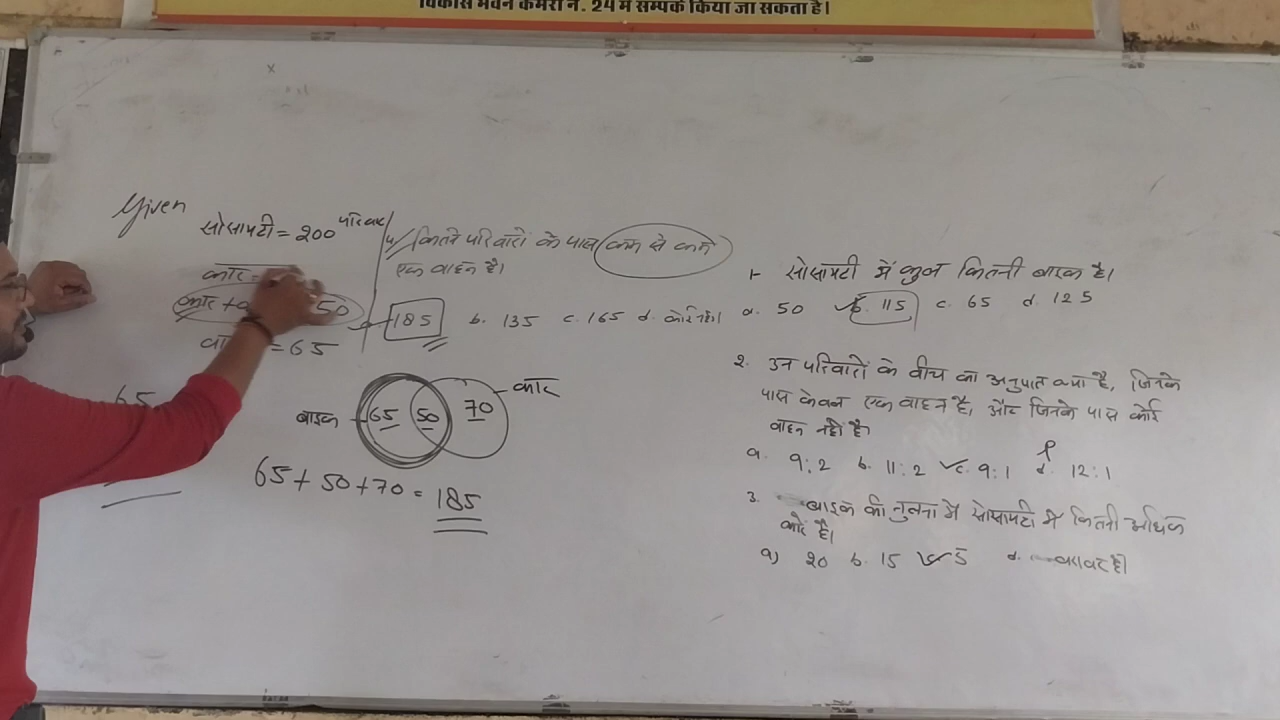 विकास भवन कमरा नं. 24 में सम्पर्क किया जा सकता है।
Given
सोसायटी = 200 परिवार
कार =
कार + 50
= 65
65
4 कितने परिवारों के पास कम से कम
एक वाहन है।
185 b. 135 c. 165 d. कोई नहीं
बाइक 65 50 70 कार
65 + 50 + 70 = 185
1- सोसायटी में कुल कितनी बाइक है।
a. 50 b. 115 c. 65 d. 125
2. उन परिवारों के बीच का अनुपात क्या है, जिनके
पास केवल एक वाहन है, और जिनके पास कोई
वाहन नहीं है।
a. 9:2 b. 11:2 c. 9:1 d. 12:1
3. बाइक की तुलना में सोसायटी में कितनी अधिक
कारें है।
a) 20 b. 15 5 d. बराबर है।